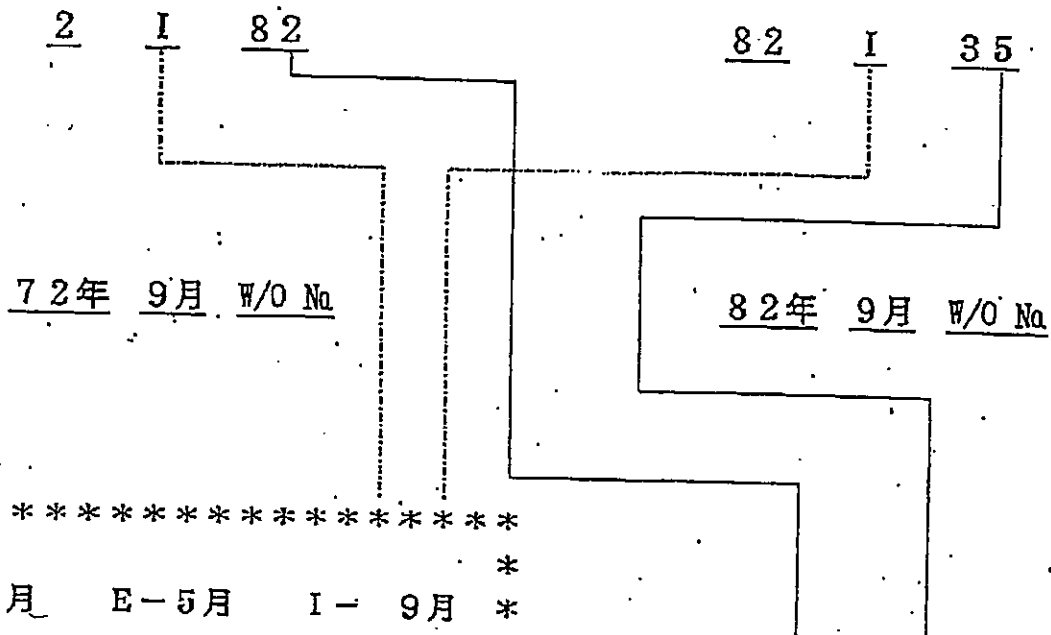 2 I 82 82 I 35
72年 9月 W/O No 82年 9月 W/O No
****************
*
月 E-5月 I- 9月 *